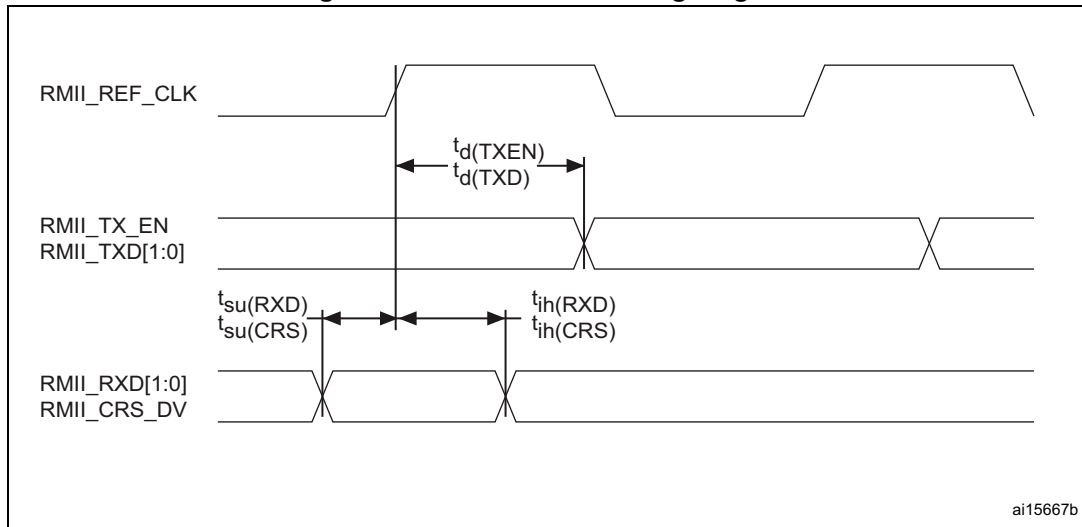 RMII_REF_CLK
td(TXEN)
td(TXD)
RMII_TX_EN
RMII_TXD[1:0]
tsu(RXD)
tsu(CRS)
tih(RXD)
tih(CRS)
RMII_RXD[1:0]
RMII_CRS_DV
ai15667b